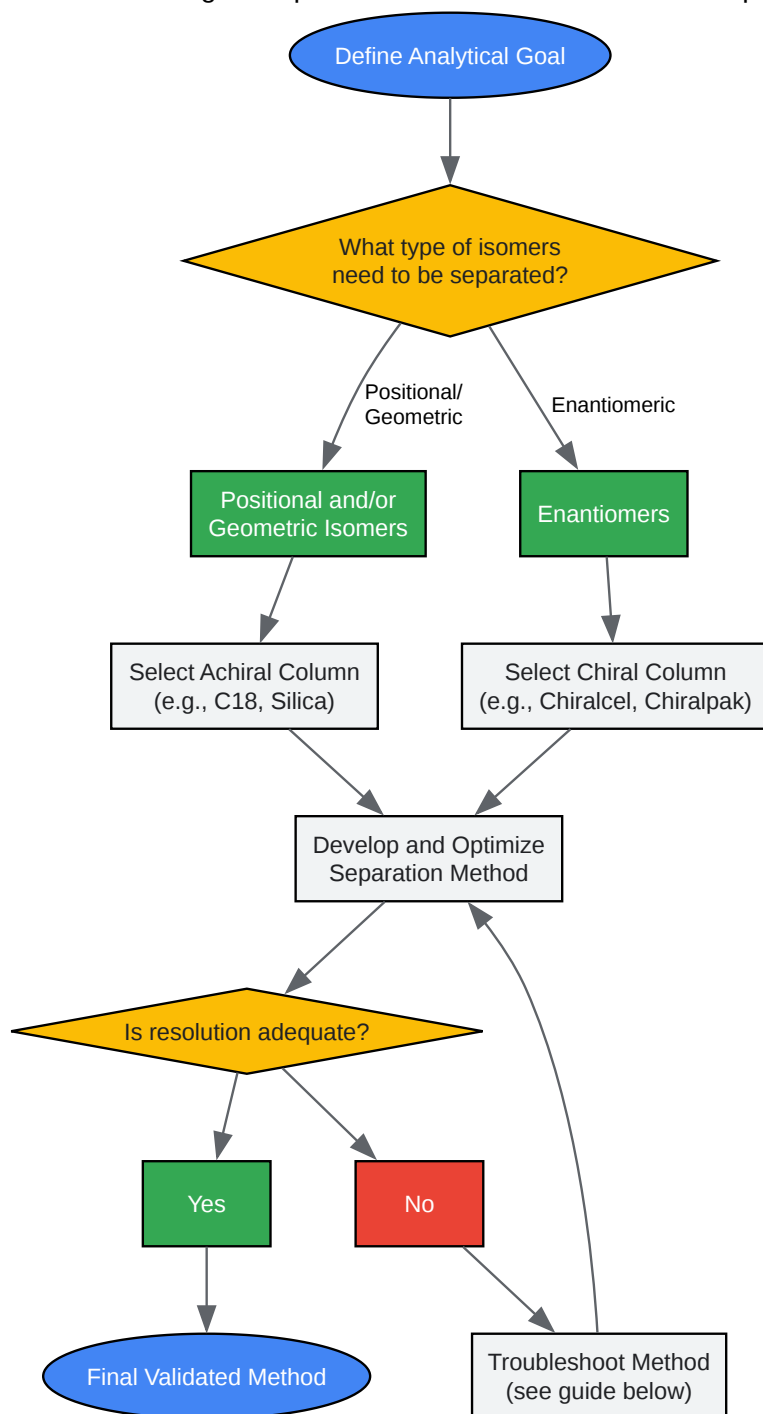 Define Analytical Goal
What type of isomers
need to be separated?
Positional/
Geometric
Enantiomeric
Positional and/or
Geometric Isomers
Enantiomers
Select Achiral Column
(e.g., C18, Silica)
Select Chiral Column
(e.g., Chiralcel, Chiralpak)
Develop and Optimize
Separation Method
Is resolution adequate?
Yes
No
Final Validated Method
Troubleshoot Method
(see guide below)